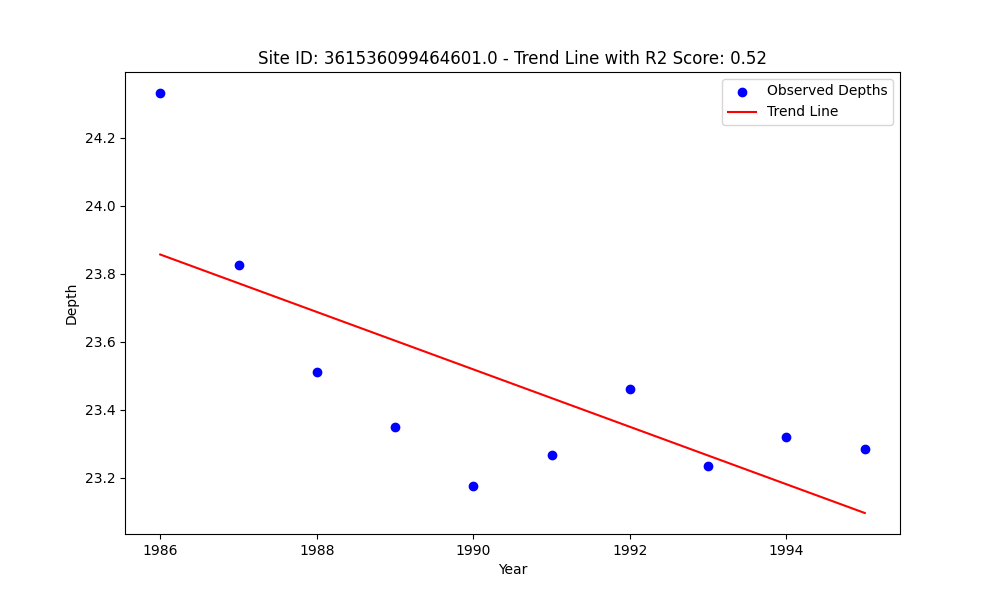 Site ID: 361536099464601.0 - Trend Line with R2 Score: 0.52
Observed Depths
Trend Line
24.2
24.0
23.8
23.6
23.4
23.2
Depth
1986
1988
1990
1992
1994
Year